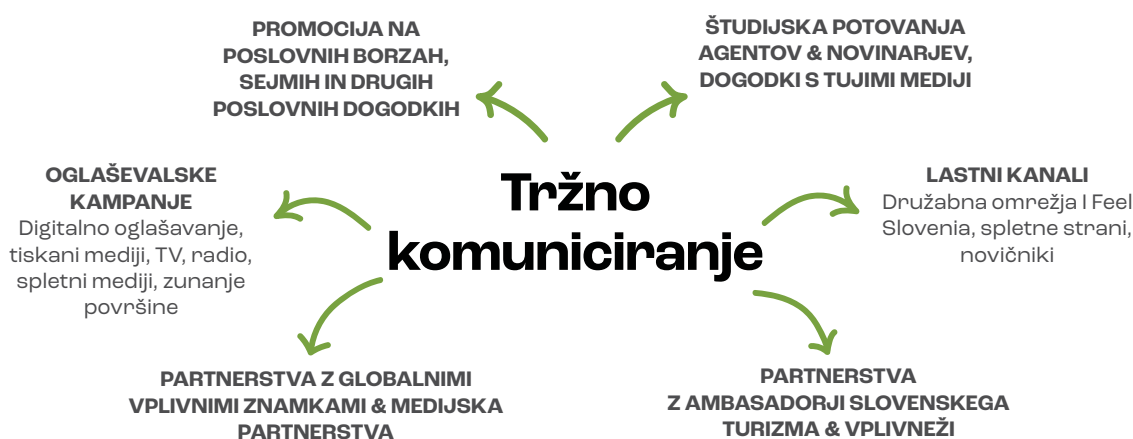 PROMOCIJA NA
POSLOVNIH BORZAH,
SEJMIH IN DRUGIH
POSLOVNIH DOGODKIH
ŠTUDIJSKA POTOVANJA
AGENTOV & NOVINARJEV,
DOGODKI S TUJIMI MEDIJI
OGLAŠEVALSKE
KAMPANJE
Digitalno oglašavanje,
tiskani mediji, TV, radio,
spletni mediji, zunanje
površine
Tržno
komuniciranje
LASTNI KANALI
Družabna omrežja I Feel
Slovenia, spletne strani,
novičniki
PARTNERSTVA Z GLOBALNIMI
VPLIVNIMI ZNAMKAMI & MEDIJSKA
PARTNERSTVA
PARTNERSTVA
Z AMBASADORJI SLOVENSKEGA
TURIZMA & VPLIVNEŽI